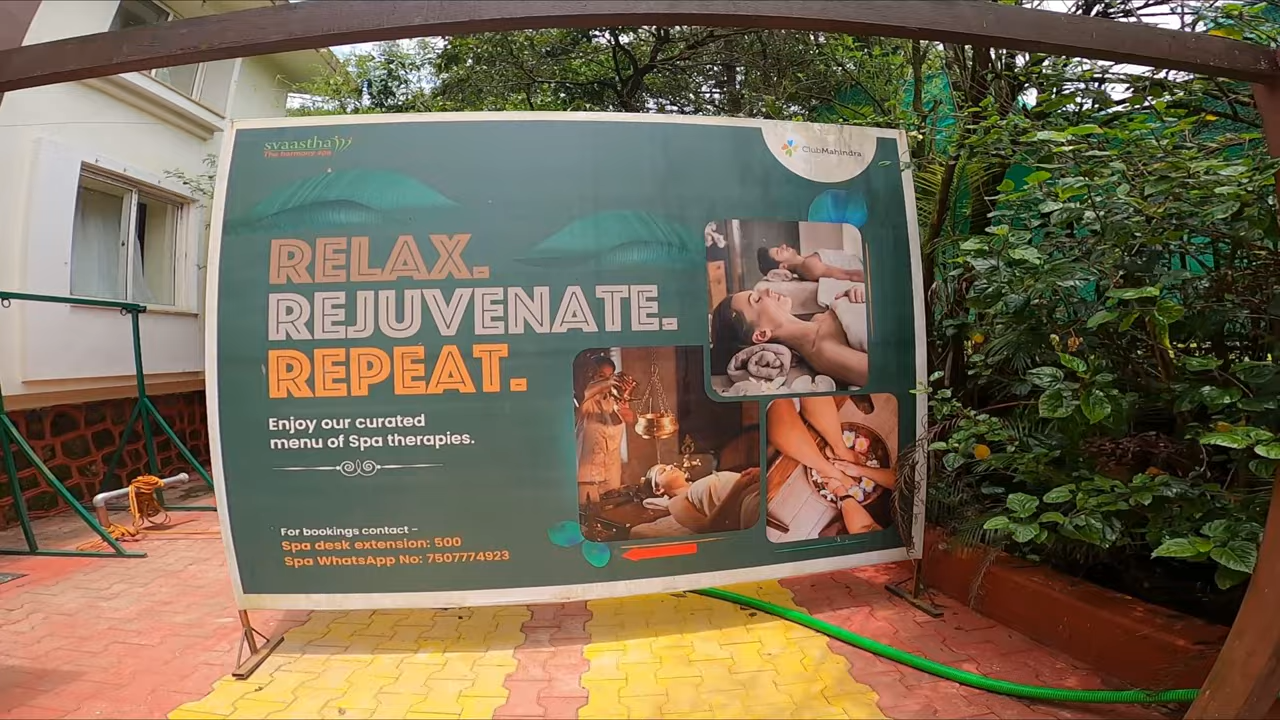 svaastha
The harmony spa
ClubMahindra
RELAX.
REJUVENATE.
REPEAT.
Enjoy our curated
menu of Spa therapies.
For bookings contact –
Spa desk extension: 500
Spa WhatsApp No: 7507774923